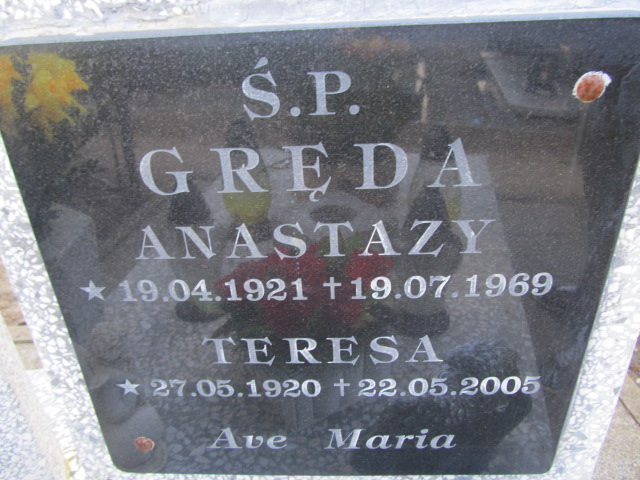 Ś.P.
GRĘDA
ANASTAZY
★ 19.04.1921 † 19.07.1969
TERESA
★ 27.05.1920 † 22.05.2005
Ave Maria